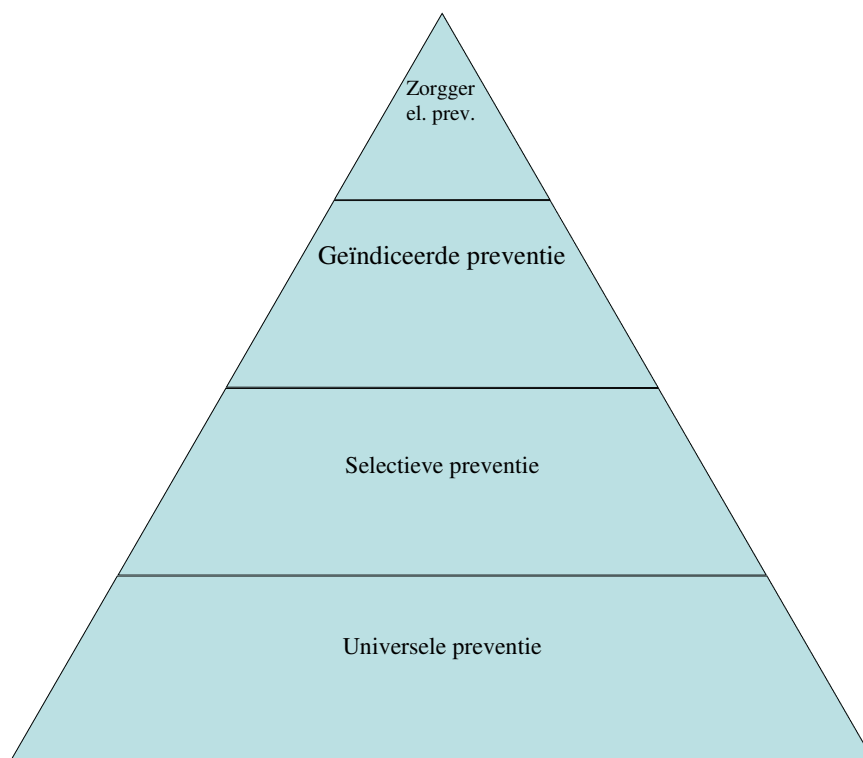 Zorgger
el. prev.
Geïndiceerde preventie
Selectieve preventie
Universele preventie